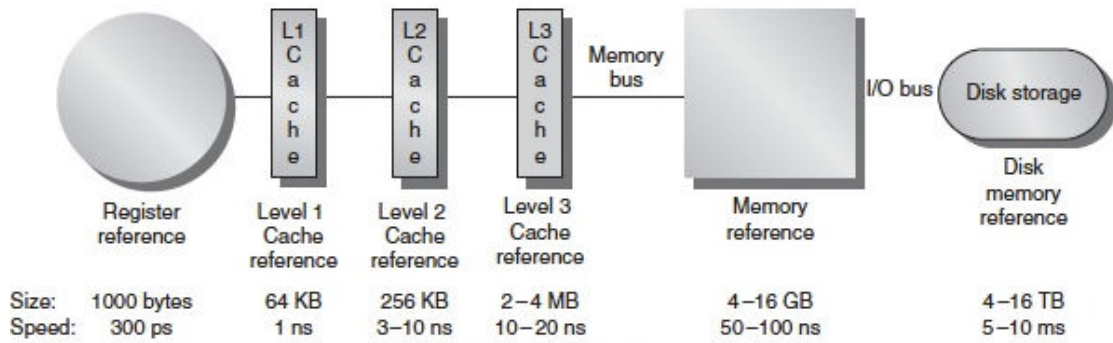 L1
C
a
c
h
e
L2
C
a
c
h
e
L3
C
a
c
h
e
Memory
bus
I/O bus
Disk storage
Register
reference
Level 1
Cache
reference
Level 2
Cache
reference
Level 3
Cache
reference
Memory
reference
Disk
memory
reference
Size: 1000 bytes 64 KB 256 KB 2–4 MB 4–16 GB 4–16 TB
Speed: 300 ps 1 ns 3–10 ns 10–20 ns 50–100 ns 5–10 ms